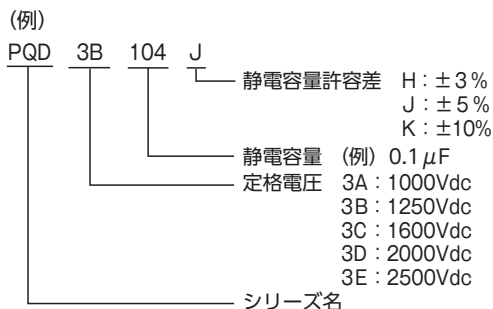 (例)
PQD 3B 104 J
静電容量許容差 H:±3%
J:±5%
K:±10%
静電容量 (例) 0.1μF
定格電圧 3A:1000Vdc
3B:1250Vdc
3C:1600Vdc
3D:2000Vdc
3E:2500Vdc
シリーズ名